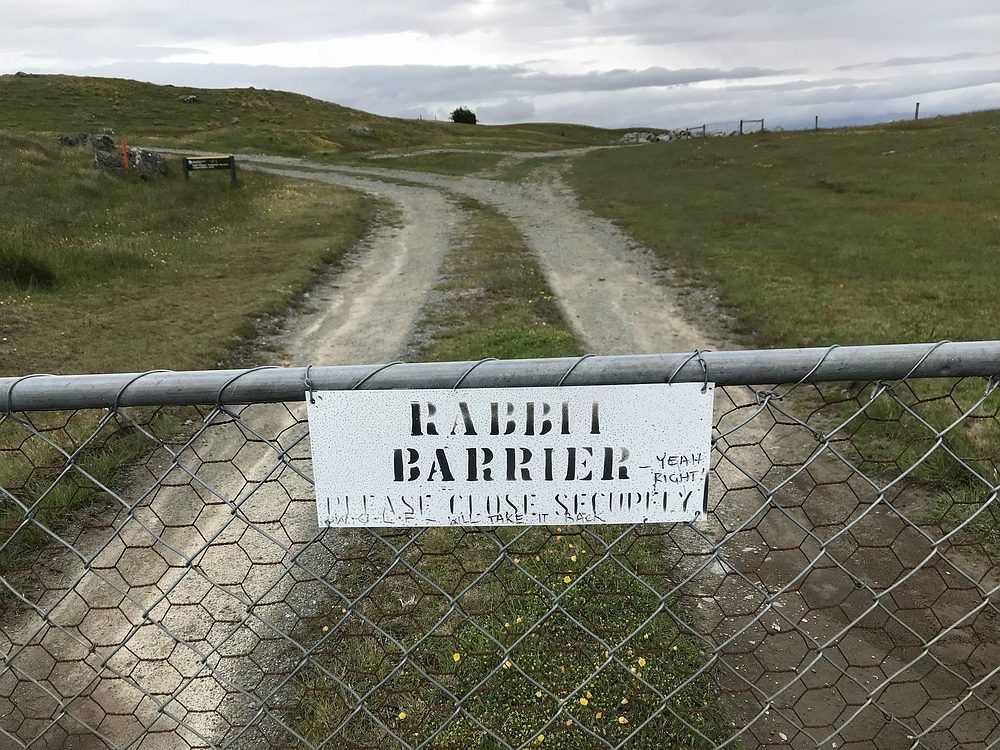 RABBIT
BARRIER - YEAH
RIGHT!
PLEASE CLOSE SECURELY
W.O.L.F. - WILL TAKE IT BACK